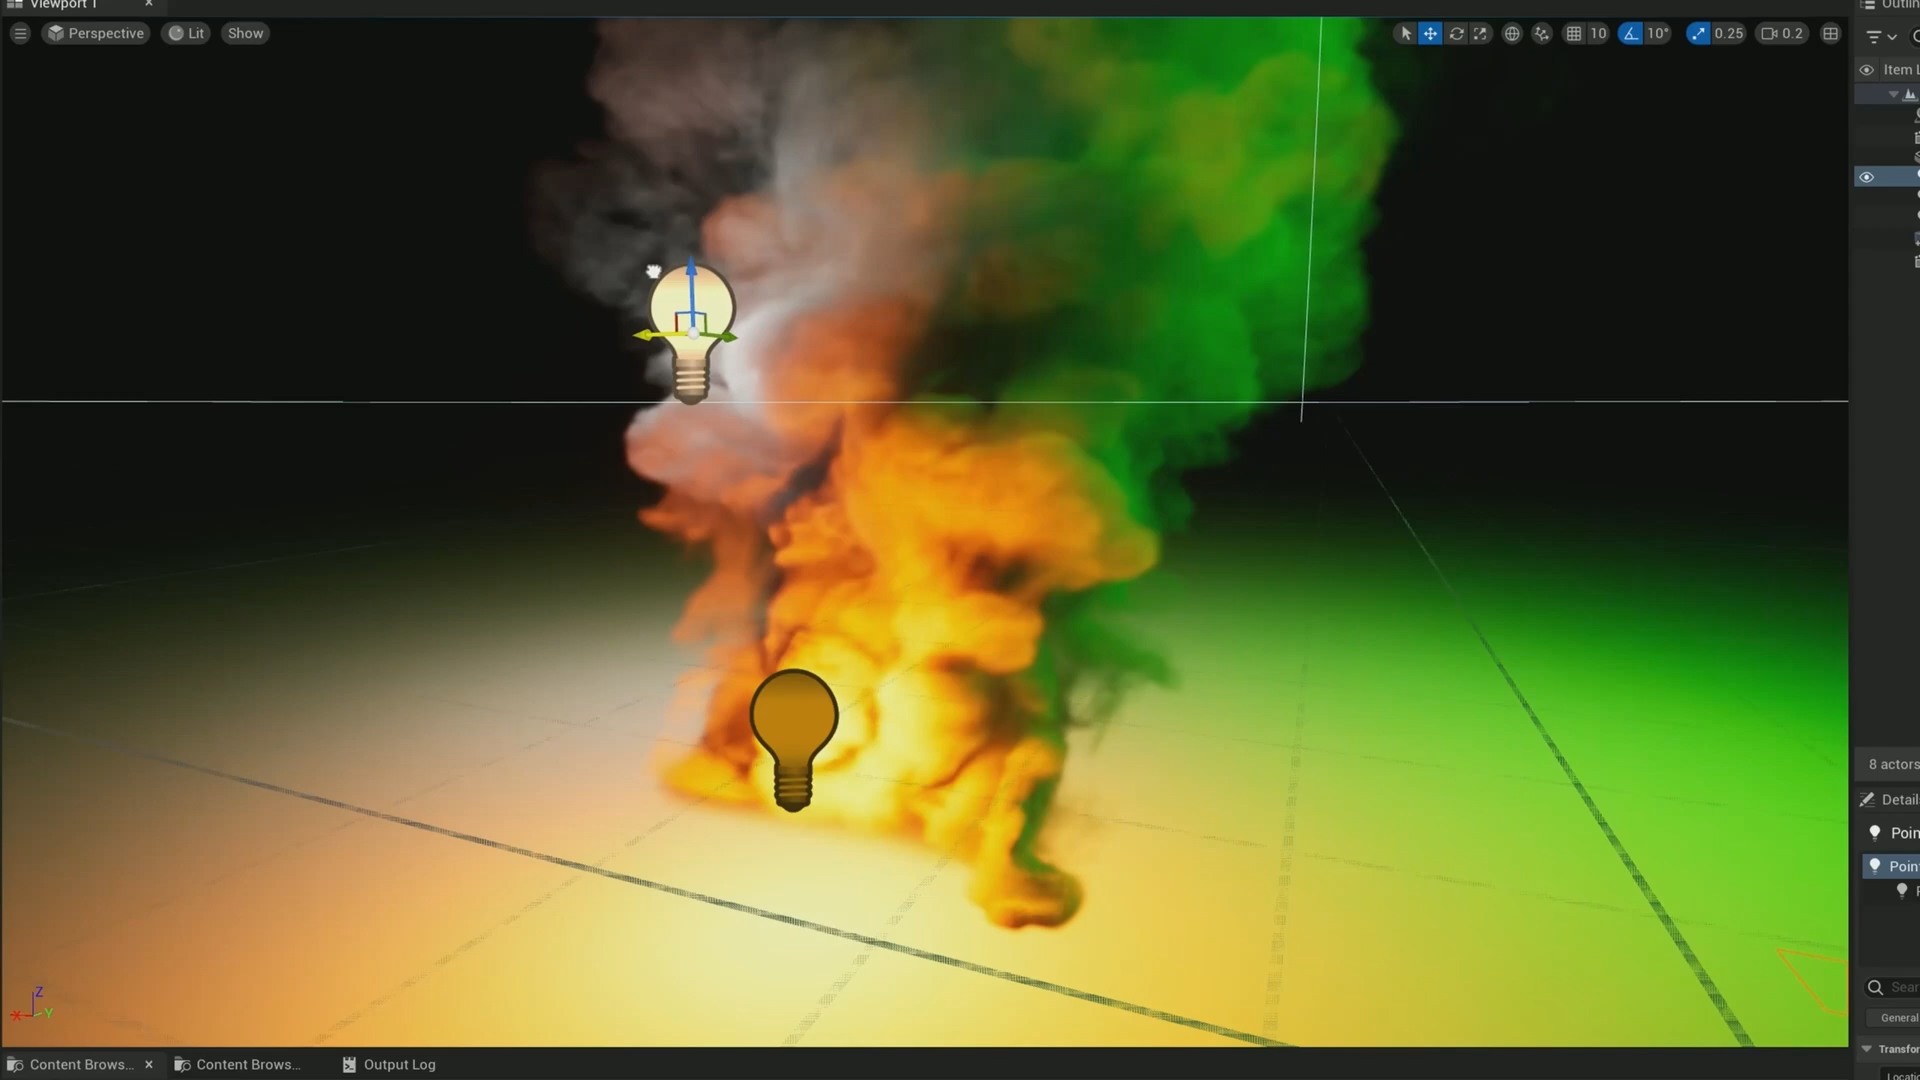 Viewport 1
Perspective
Lit
Show
10
10°
0.25
0.2
Item L
8 actors
Detail
Poin
Poin
Sear
General
Transfor
Locatio
Z
X
Y
Content Brows...
Content Brows...
Output Log